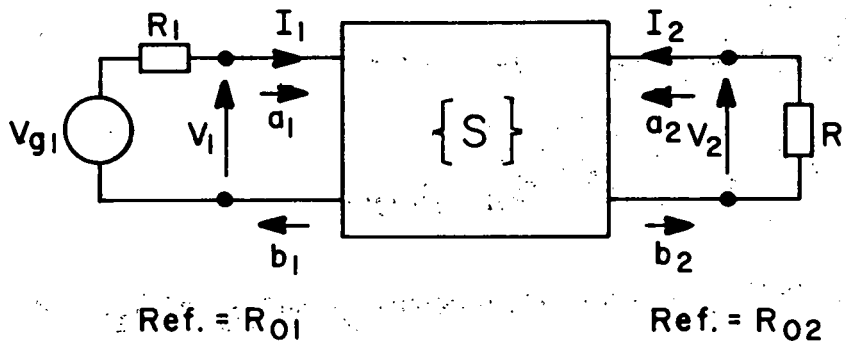 R1 I1 I2
Vg1 V1 a1 {S} a2 V2 R
b1 b2
Ref. = R01 Ref. = R02